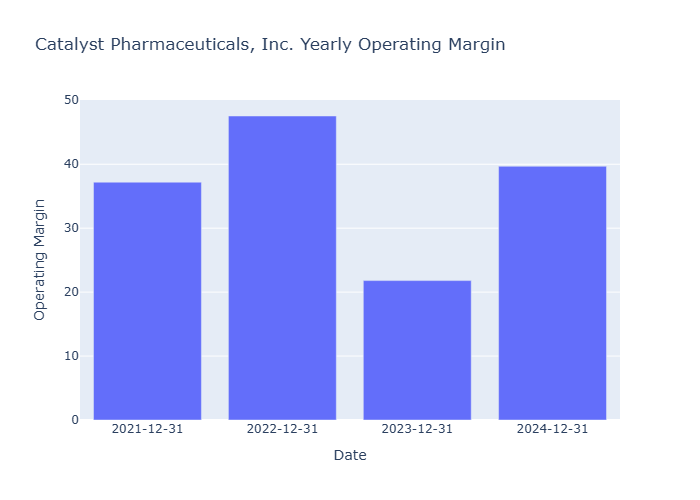 Catalyst Pharmaceuticals, Inc. Yearly Operating Margin
50
40
30
20
10
0
Operating Margin
2021-12-31 2022-12-31 2023-12-31 2024-12-31
Date